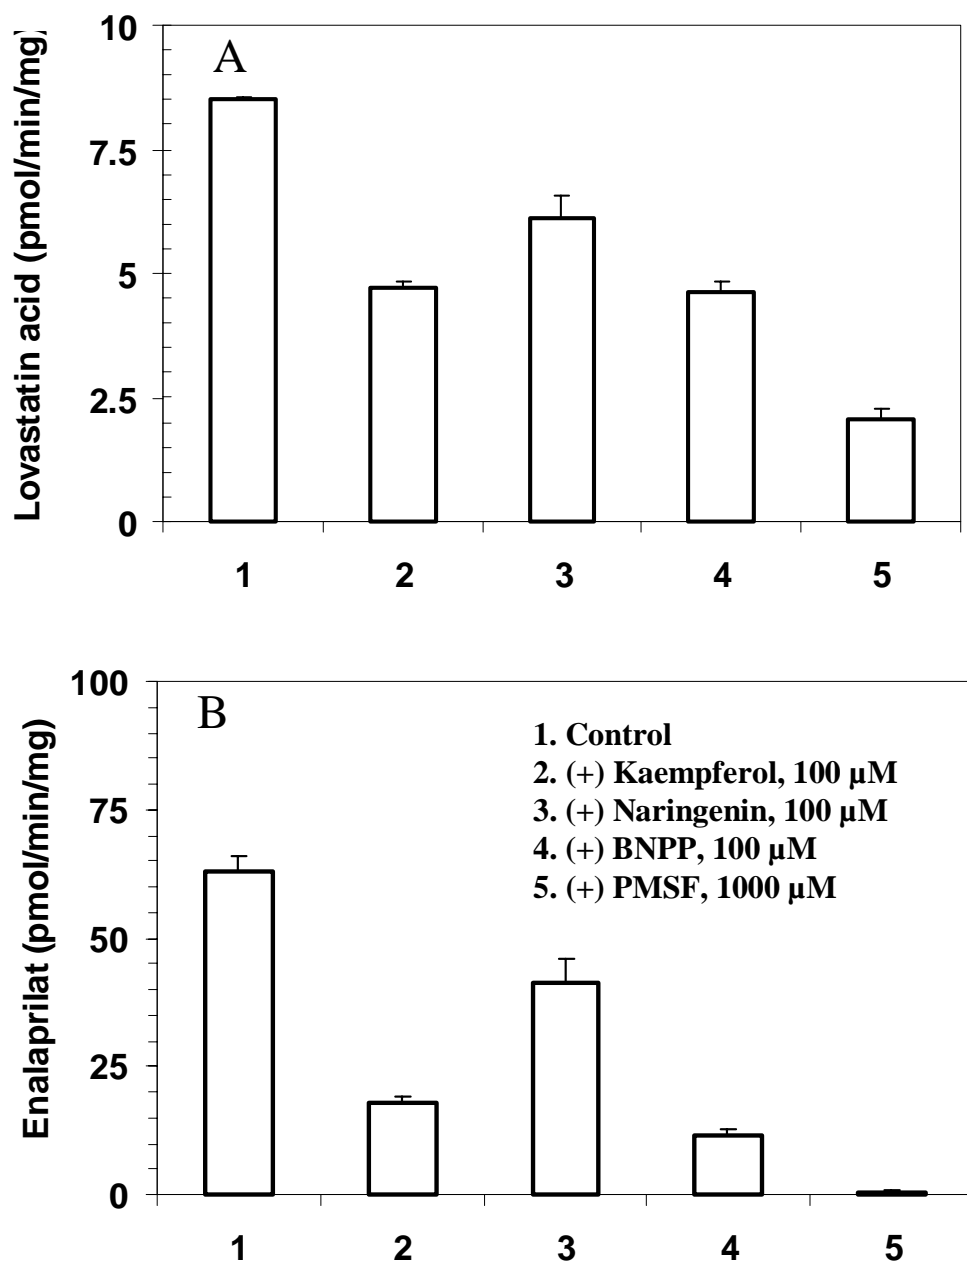 A
Lovastatin acid (pmol/min/mg)
10
7.5
5
2.5
0
1 2 3 4 5
B
Enalaprilat (pmol/min/mg)
100
75
50
25
0
1. Control
2. (+) Kaempferol, 100 µM
3. (+) Naringenin, 100 µM
4. (+) BNPP, 100 µM
5. (+) PMSF, 1000 µM
1 2 3 4 5